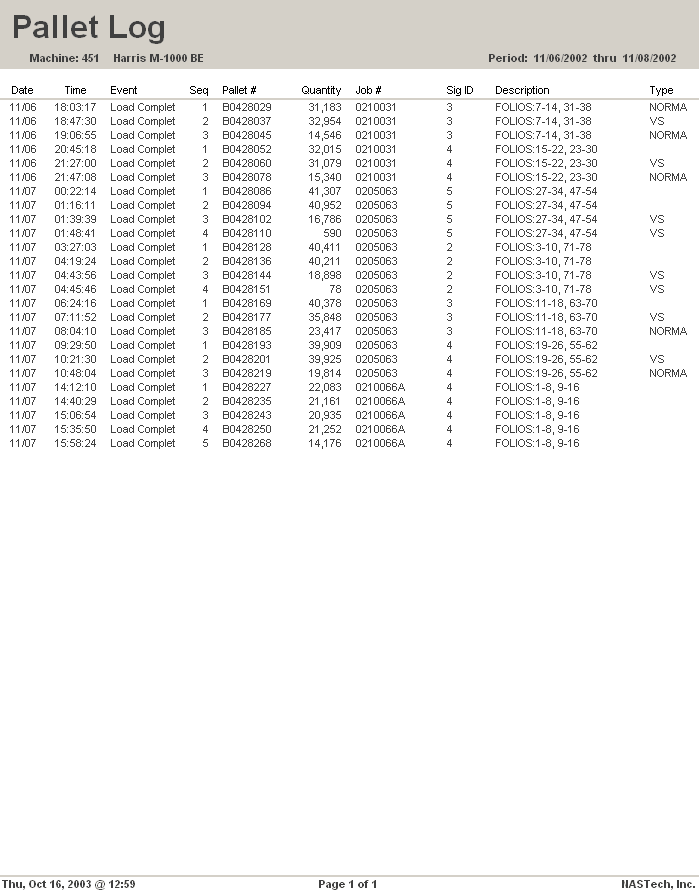 Pallet Log
Machine: 451 Harris M-1000 BE Period: 11/06/2002 thru 11/08/2002
Date Time Event Seq Pallet # Quantity Job # Sig ID Description Type
11/06 18:03:17 Load Complet 1 B0428029 31,183 0210031 3 FOLIOS:7-14, 31-38 NORMA
11/06 18:47:30 Load Complet 2 B0428037 32,954 0210031 3 FOLIOS:7-14, 31-38 VS
11/06 19:06:55 Load Complet 3 B0428045 14,546 0210031 3 FOLIOS:7-14, 31-38 NORMA
11/06 20:45:18 Load Complet 1 B0428052 32,015 0210031 4 FOLIOS:15-22, 23-30
11/06 21:27:00 Load Complet 2 B0428060 31,079 0210031 4 FOLIOS:15-22, 23-30 VS
11/06 21:47:08 Load Complet 3 B0428078 15,340 0210031 4 FOLIOS:15-22, 23-30 NORMA
11/07 00:22:14 Load Complet 1 B0428086 41,307 0205063 5 FOLIOS:27-34, 47-54
11/07 01:16:11 Load Complet 2 B0428094 40,952 0205063 5 FOLIOS:27-34, 47-54
11/07 01:39:39 Load Complet 3 B0428102 16,786 0205063 5 FOLIOS:27-34, 47-54 VS
11/07 01:48:41 Load Complet 4 B0428110 590 0205063 5 FOLIOS:27-34, 47-54 VS
11/07 03:27:03 Load Complet 1 B0428128 40,411 0205063 2 FOLIOS:3-10, 71-78
11/07 04:19:24 Load Complet 2 B0428136 40,211 0205063 2 FOLIOS:3-10, 71-78
11/07 04:43:56 Load Complet 3 B0428144 18,898 0205063 2 FOLIOS:3-10, 71-78 VS
11/07 04:45:46 Load Complet 4 B0428151 78 0205063 2 FOLIOS:3-10, 71-78 VS
11/07 06:24:16 Load Complet 1 B0428169 40,378 0205063 3 FOLIOS:11-18, 63-70
11/07 07:11:52 Load Complet 2 B0428177 35,848 0205063 3 FOLIOS:11-18, 63-70 VS
11/07 08:04:10 Load Complet 3 B0428185 23,417 0205063 3 FOLIOS:11-18, 63-70 NORMA
11/07 09:29:50 Load Complet 1 B0428193 39,909 0205063 4 FOLIOS:19-26, 55-62
11/07 10:21:30 Load Complet 2 B0428201 39,925 0205063 4 FOLIOS:19-26, 55-62 VS
11/07 10:48:04 Load Complet 3 B0428219 19,814 0205063 4 FOLIOS:19-26, 55-62 NORMA
11/07 14:12:10 Load Complet 1 B0428227 22,083 0210066A 4 FOLIOS:1-8, 9-16
11/07 14:40:29 Load Complet 2 B0428235 21,161 0210066A 4 FOLIOS:1-8, 9-16
11/07 15:06:54 Load Complet 3 B0428243 20,935 0210066A 4 FOLIOS:1-8, 9-16
11/07 15:35:50 Load Complet 4 B0428250 21,252 0210066A 4 FOLIOS:1-8, 9-16
11/07 15:58:24 Load Complet 5 B0428268 14,176 0210066A 4 FOLIOS:1-8, 9-16
Thu, Oct 16, 2003 @ 12:59 Page 1 of 1 NASTech, Inc.